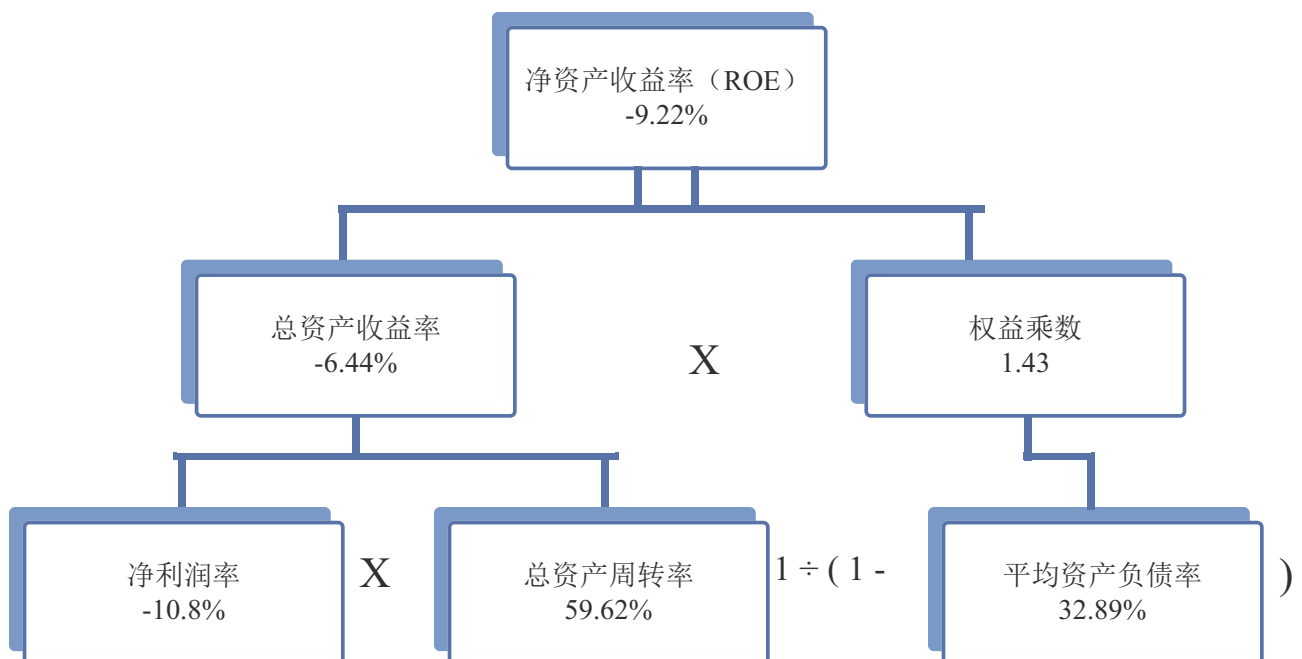 净资产收益率（ROE）
-9.22%
总资产收益率
-6.44%
X
权益乘数
1.43
净利润率
-10.8%
X
总资产周转率
59.62%
1 ÷ ( 1 -
平均资产负债率
32.89%
)